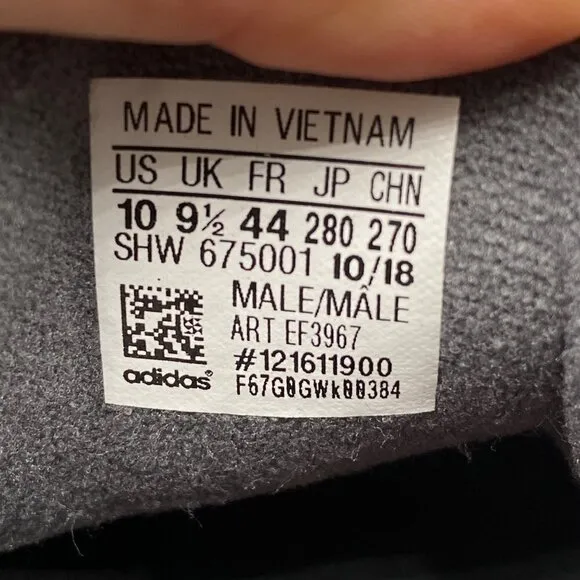 MADE IN VIETNAM
US UK FR JP CHN
10 9½ 44 280 270
SHW 675001 10/18
MALE/MÂLE
ART EF3967
#121611900
adidas® F67G0GWk00384